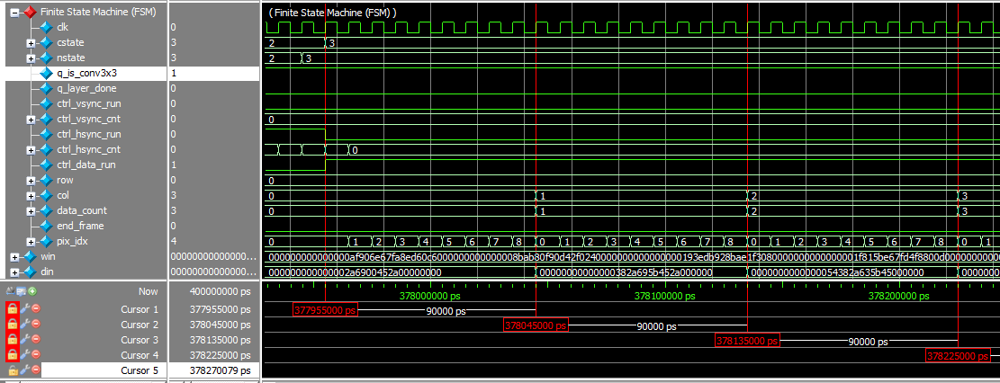 Finite State Machine (FSM) ( Finite State Machine (FSM) )
clk 0
cstate 3 2 3
nstate 3 2 3
q_is_conv3x3 1
q_layer_done 0
ctrl_vsync_run 0
ctrl_vsync_cnt 0 0
ctrl_hsync_run 0
ctrl_hsync_cnt 0 0
ctrl_data_run 1
row 0 0
col 3 0 1 2 3
data_count 3 0 1 2 3
end_frame 0
pix_idx 4 0 1 2 3 4 5 6 7 8 0 1 2 3 4 5 6 7 8 0 1 2 3 4 5 6 7 8 0 1
win 00000000000000...
din 00000000000000... 0000000000000002a6900452a00000000 0000000000000382a695b452a000000 00000000000000054382a635b45000000
Now 400000000 ps 378000000 ps 378100000 ps 378200000 ps
Cursor 1 377955000 ps 377955000 ps 90000 ps
Cursor 2 378045000 ps 378045000 ps 90000 ps
Cursor 3 378135000 ps 378135000 ps 90000 ps
Cursor 4 378225000 ps 378225000 ps
Cursor 5 378270079 ps